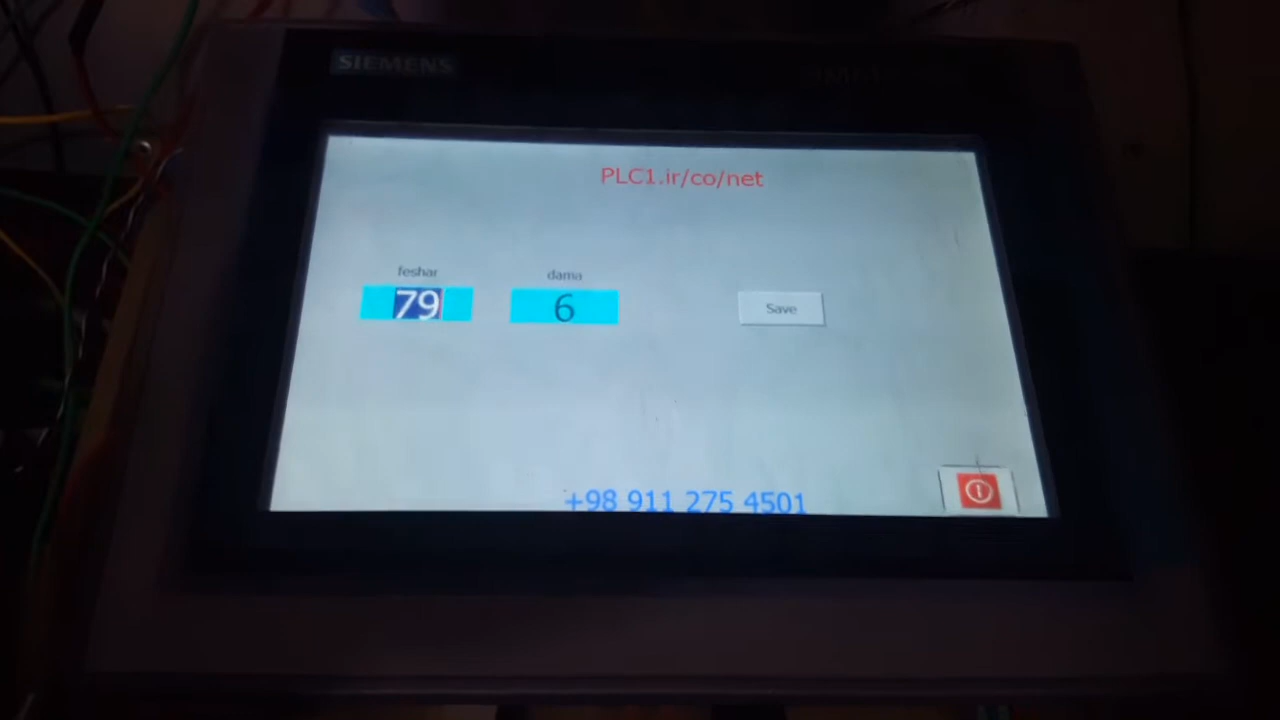 SIEMENS
PLC1.ir/co/net
feshar
dama
79
6
Save
+98 911 275 4501